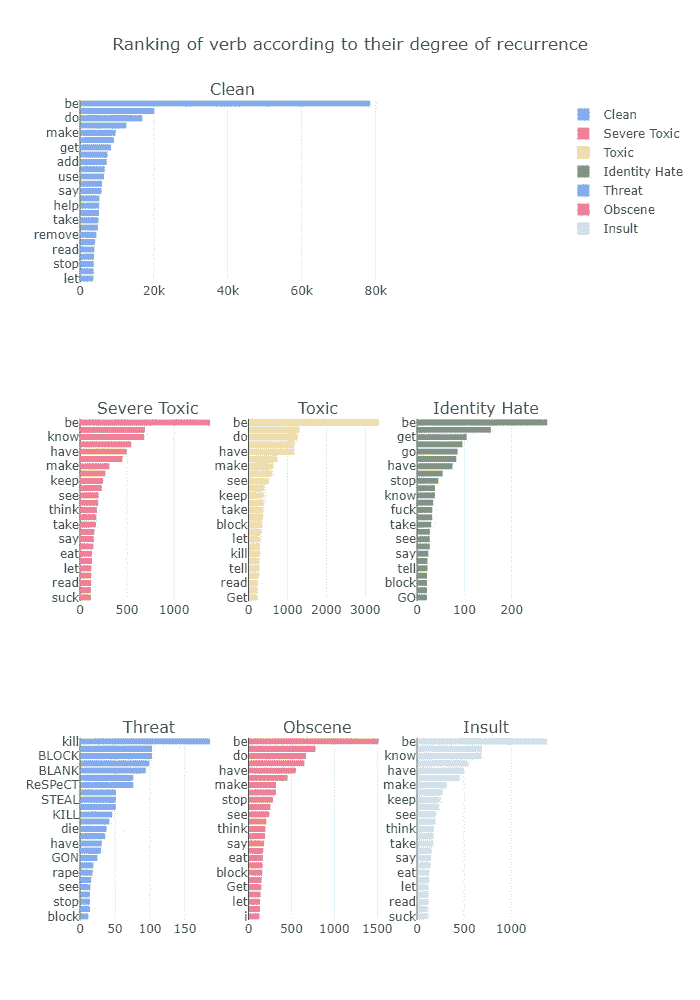 Ranking of verb according to their degree of recurrence
Clean
be
do
make
get
add
use
say
help
take
remove
read
stop
let
0
20k
40k
60k
80k
Clean
Severe Toxic
Toxic
Identity Hate
Threat
Obscene
Insult
Severe Toxic
be
know
have
make
keep
see
think
take
say
eat
let
read
suck
0
500
1000
Toxic
be
do
have
make
see
keep
take
block
let
kill
tell
read
Get
0
1000
2000
3000
Identity Hate
be
get
go
have
stop
know
fuck
take
see
say
tell
block
GO
0
100
200
Threat
kill
BLOCK
BLANK
ReSPeCT
STEAL
KILL
die
have
GON
rape
see
stop
block
0
50
100
150
Obscene
be
do
have
make
stop
see
think
say
eat
block
Get
let
i
0
500
1000
1500
Insult
be
know
have
make
keep
see
think
take
say
eat
let
read
suck
0
500
1000